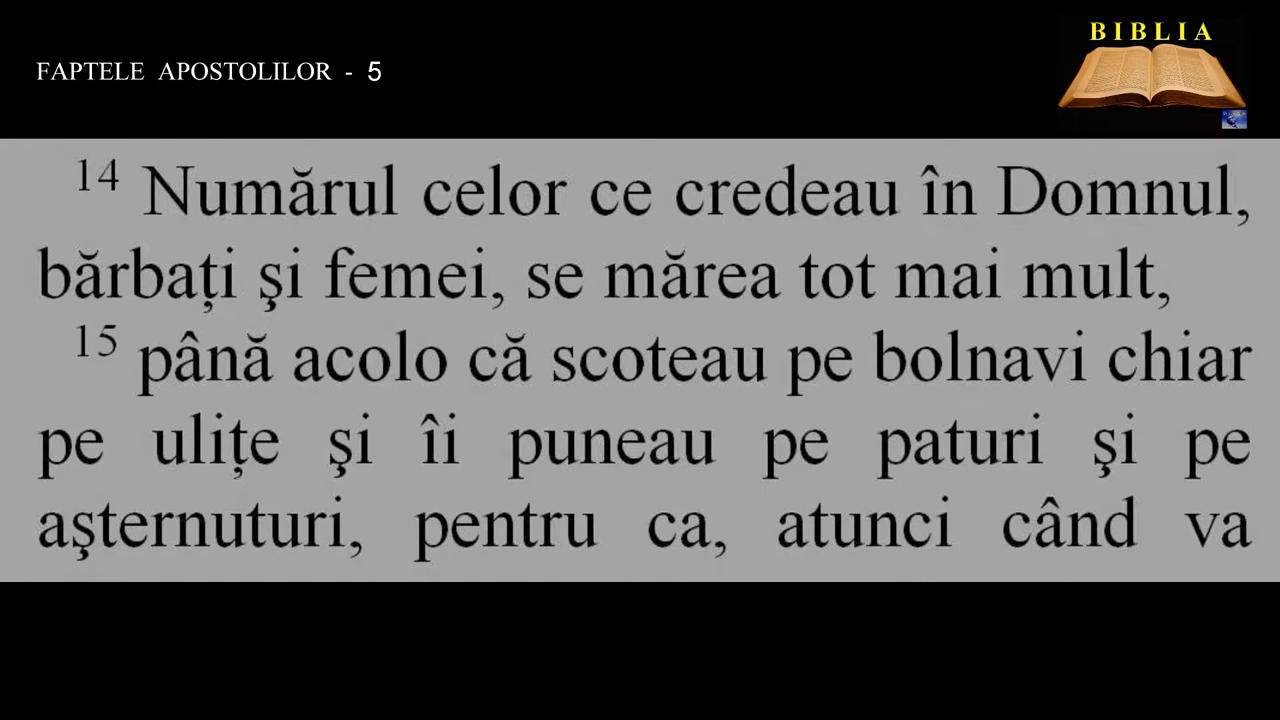 BIBLIA
FAPTELE APOSTOLILOR - 5
14 Numărul celor ce credeau în Domnul,
bărbați şi femei, se mărea tot mai mult,
15 până acolo că scoteau pe bolnavi chiar
pe ulițe şi îi puneau pe paturi şi pe
aşternuturi, pentru ca, atunci când va